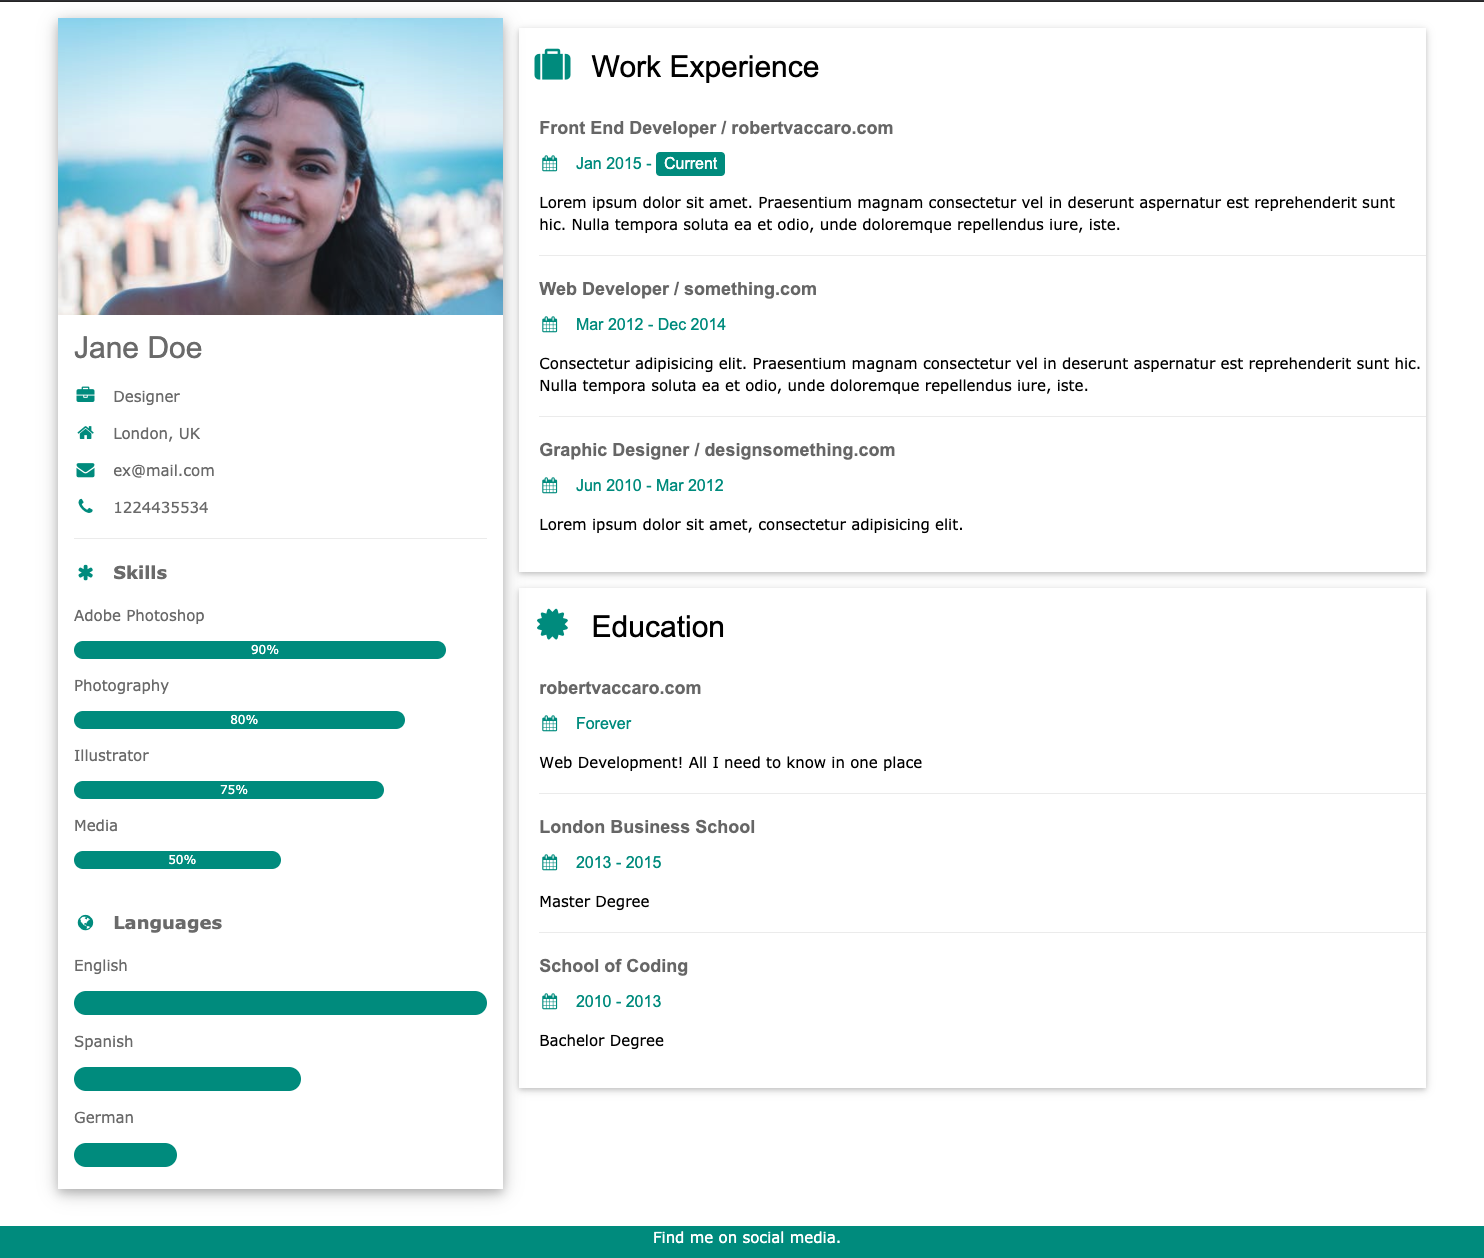 Jane Doe
Designer
London, UK
ex@mail.com
1224435534
Skills
Adobe Photoshop
90%
Photography
80%
Illustrator
75%
Media
50%
Languages
English
Spanish
German
Work Experience
Front End Developer / robertvaccaro.com
Jan 2015 - Current
Lorem ipsum dolor sit amet. Praesentium magnam consectetur vel in deserunt aspernatur est reprehenderit sunt
hic. Nulla tempora soluta ea et odio, unde doloremque repellendus iure, iste.
Web Developer / something.com
Mar 2012 - Dec 2014
Consectetur adipisicing elit. Praesentium magnam consectetur vel in deserunt aspernatur est reprehenderit sunt hic.
Nulla tempora soluta ea et odio, unde doloremque repellendus iure, iste.
Graphic Designer / designsomething.com
Jun 2010 - Mar 2012
Lorem ipsum dolor sit amet, consectetur adipisicing elit.
Education
robertvaccaro.com
Forever
Web Development! All I need to know in one place
London Business School
2013 - 2015
Master Degree
School of Coding
2010 - 2013
Bachelor Degree
Find me on social media.